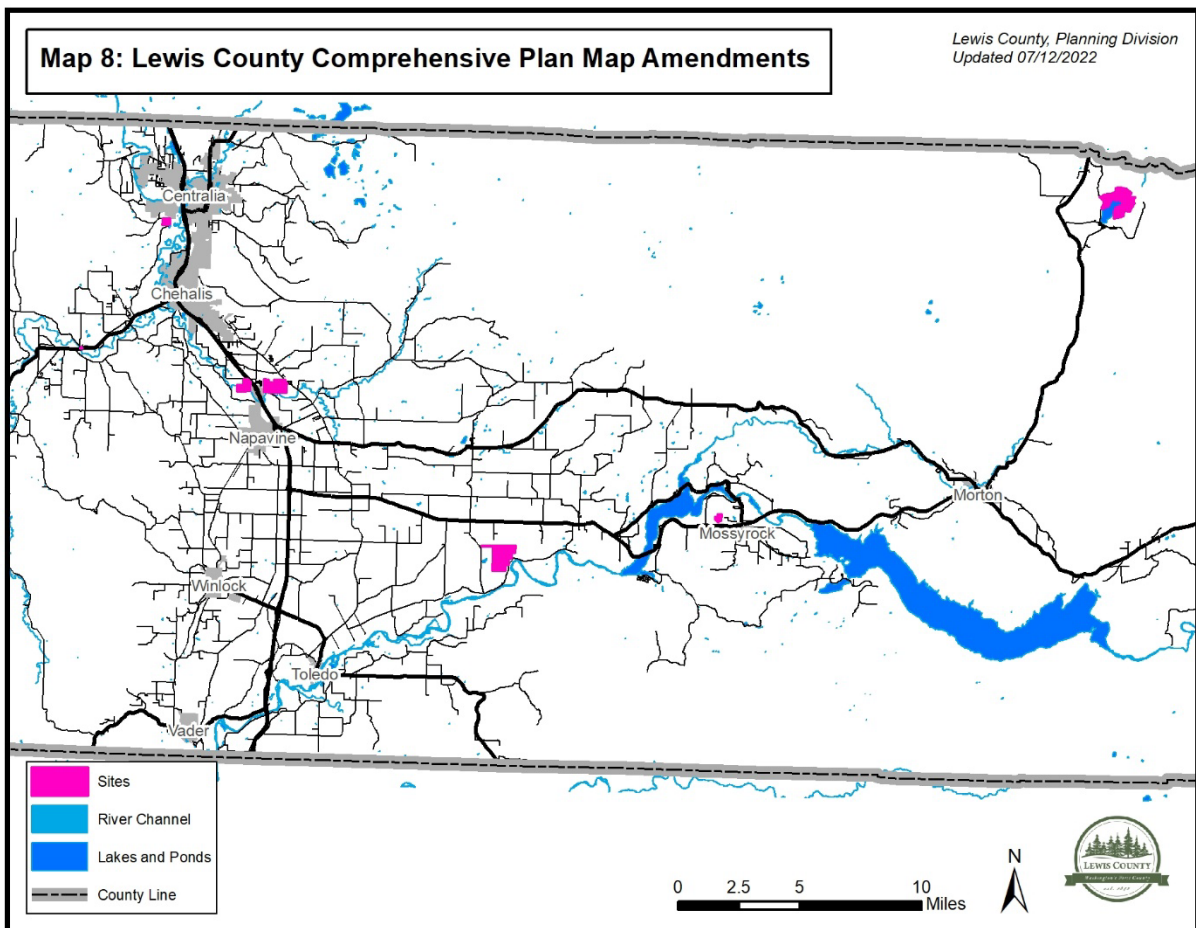 Map 8: Lewis County Comprehensive Plan Map Amendments
Lewis County, Planning Division
Updated 07/12/2022
Centralia
Chehalis
Napavine
Morton
Mossyrock
Winlock
Toledo
Vader
Sites
River Channel
Lakes and Ponds
County Line
0 2.5 5 10
Miles
N
LEWIS COUNTY